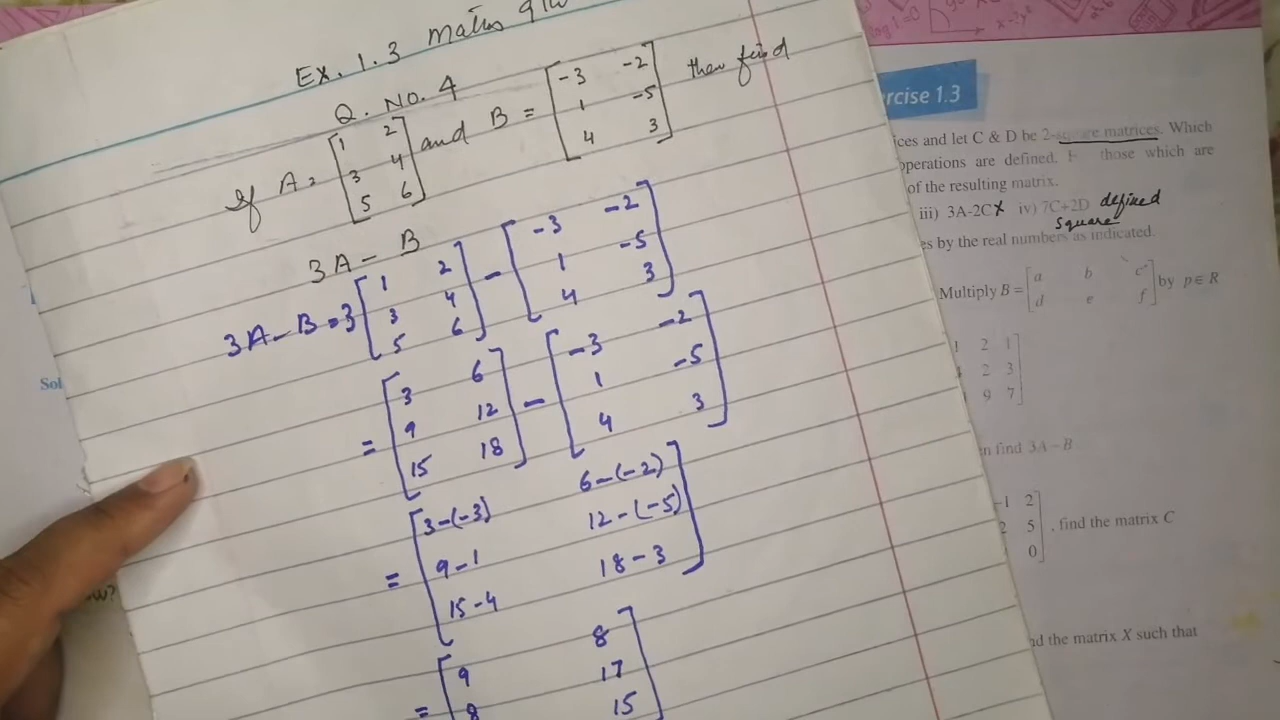 Ex. 1.3 Maths 9th
Q. No. 4
If A = [1 2 and B = [-3 -2 then find
3 4 1 -5
5 6] 4 3]
3A - B
3A - B = 3 [1 2 - [-3 -2
3 4 1 -5
5 6] 4 3]
= [3 6 - [-3 -2
9 12 1 -5
15 18] 4 3]
= [3-(-3) 6-(-2)
9-1 12-(-5)
15-4 18-3]
= [9 8
8 17
15]
rcise 1.3
ices and let C & D be 2-square matrices. Which
operations are defined. those which are
of the resulting matrix.
iii) 3A-2C x iv) 7C+2D defined
square
es by the real numbers as indicated.
Multiply B = [a b c by p ∈ R
d e f]
1 2 1
2 3
9 7]
n find 3A - B
-1 2
2 5 , find the matrix C
0]
nd the matrix X such that
Sol
w?